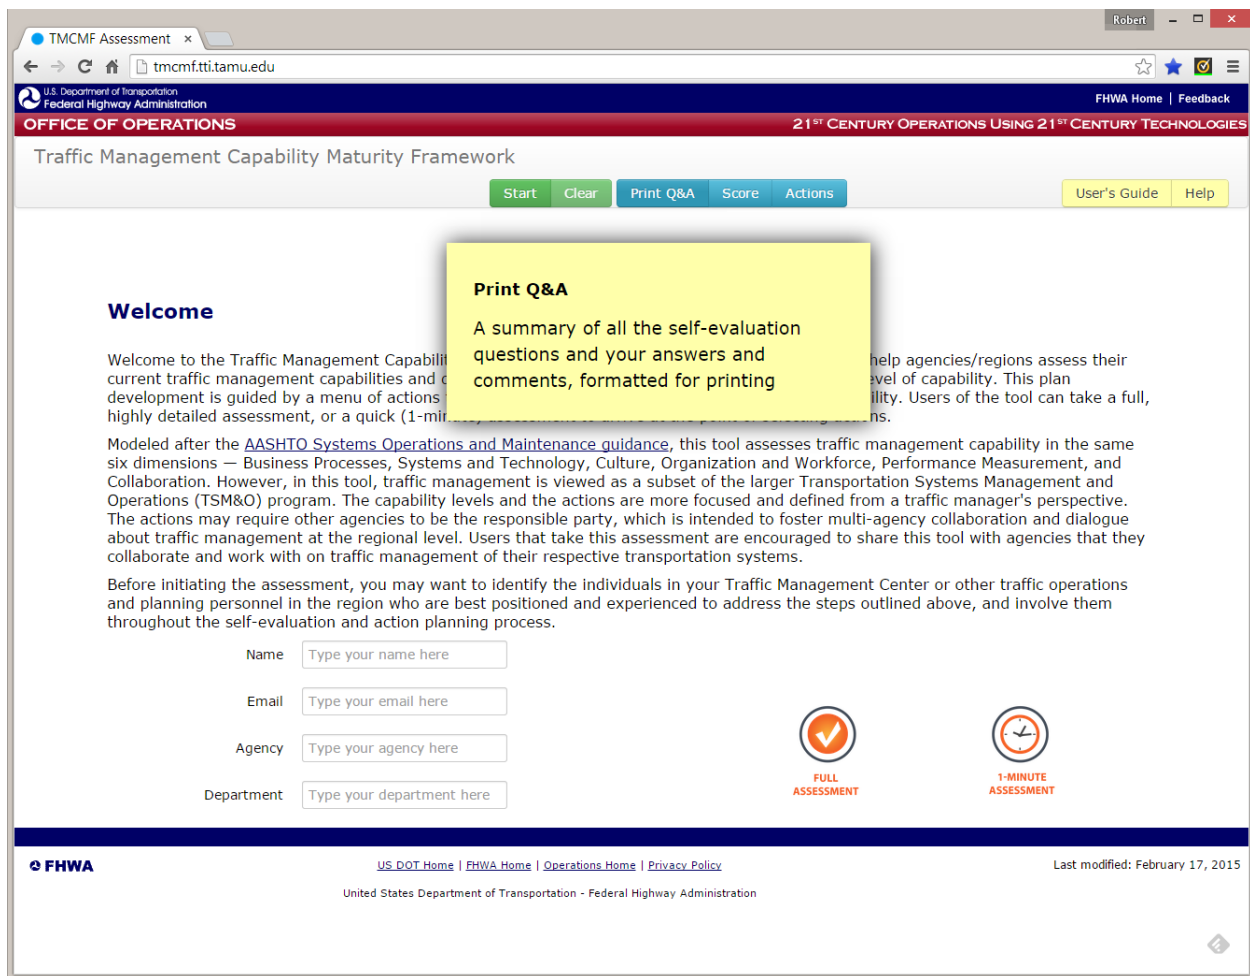 Robert
TMCMF Assessment ×
tmcmf.tti.tamu.edu
U.S. Department of Transportation
Federal Highway Administration
FHWA Home | Feedback
OFFICE OF OPERATIONS
21ST CENTURY OPERATIONS USING 21ST CENTURY TECHNOLOGIES
Traffic Management Capability Maturity Framework
Start Clear Print Q&A Score Actions User's Guide Help
Print Q&A
A summary of all the self-evaluation
questions and your answers and
comments, formatted for printing
Welcome
Welcome to the Traffic Management Capabili help agencies/regions assess their
current traffic management capabilities and evel of capability. This plan
development is guided by a menu of actions ility. Users of the tool can take a full,
highly detailed assessment, or a quick (1-minute) assessment to arrive at the point of selecting actions.
Modeled after the AASHTO Systems Operations and Maintenance guidance, this tool assesses traffic management capability in the same
six dimensions — Business Processes, Systems and Technology, Culture, Organization and Workforce, Performance Measurement, and
Collaboration. However, in this tool, traffic management is viewed as a subset of the larger Transportation Systems Management and
Operations (TSM&O) program. The capability levels and the actions are more focused and defined from a traffic manager's perspective.
The actions may require other agencies to be the responsible party, which is intended to foster multi-agency collaboration and dialogue
about traffic management at the regional level. Users that take this assessment are encouraged to share this tool with agencies that they
collaborate and work with on traffic management of their respective transportation systems.
Before initiating the assessment, you may want to identify the individuals in your Traffic Management Center or other traffic operations
and planning personnel in the region who are best positioned and experienced to address the steps outlined above, and involve them
throughout the self-evaluation and action planning process.
Name Type your name here
Email Type your email here
Agency Type your agency here
Department Type your department here
FULL
ASSESSMENT
1-MINUTE
ASSESSMENT
FHWA
US DOT Home | FHWA Home | Operations Home | Privacy Policy
Last modified: February 17, 2015
United States Department of Transportation - Federal Highway Administration